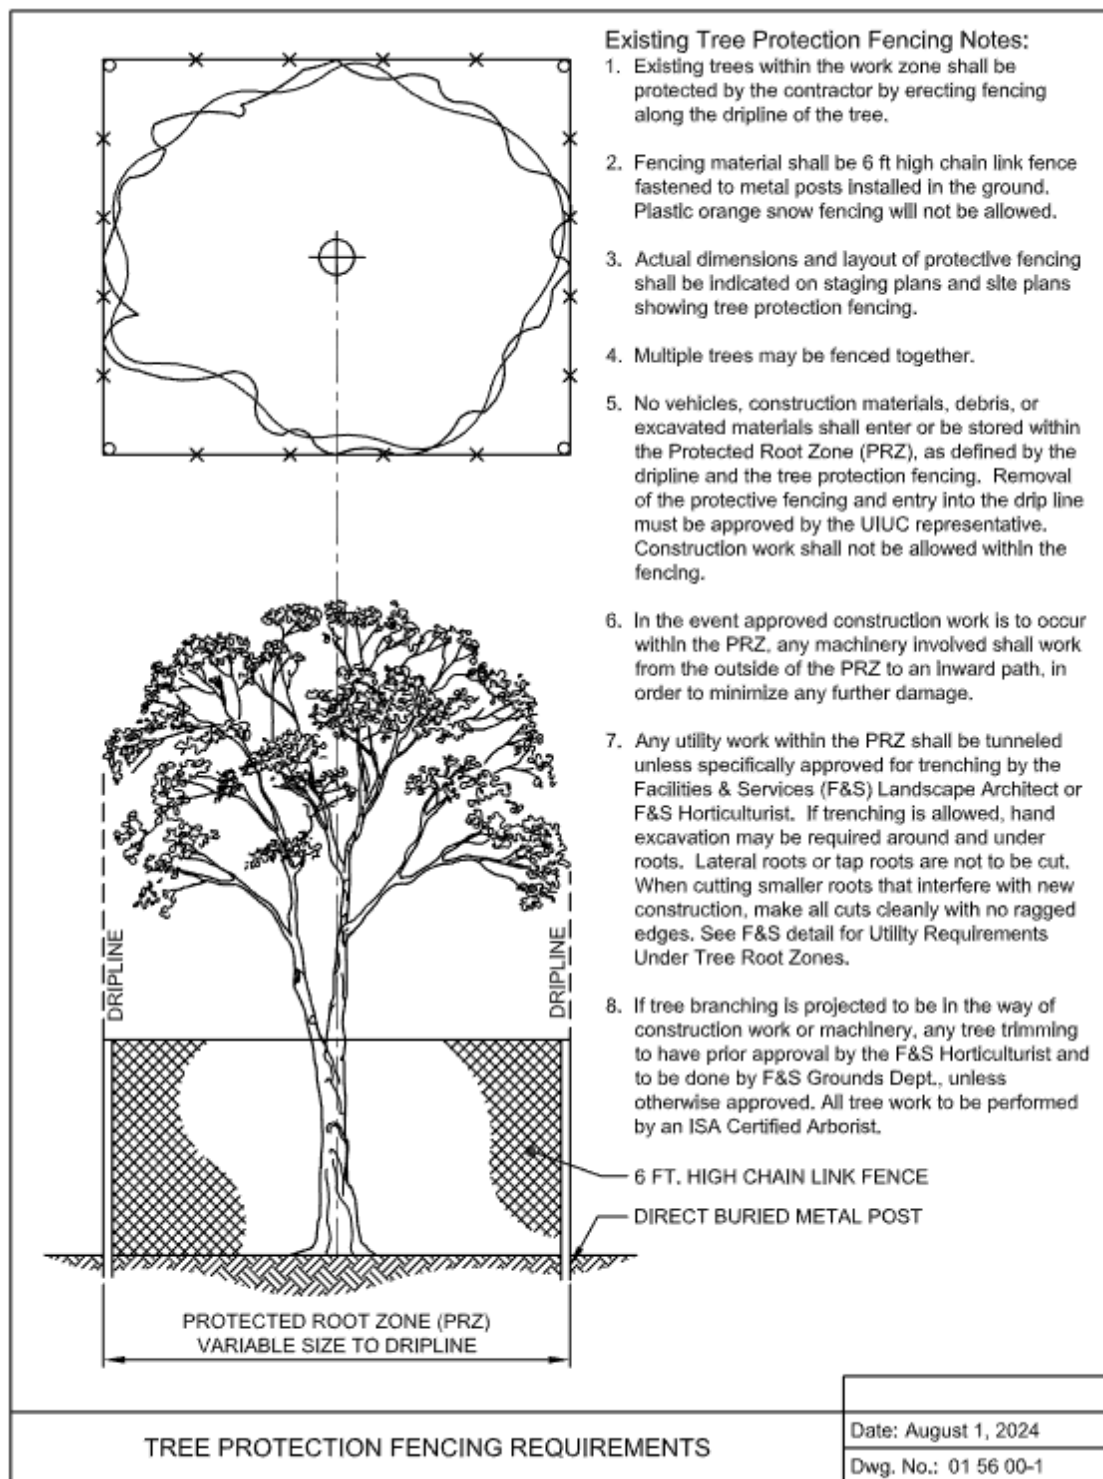 Existing Tree Protection Fencing Notes:
1. Existing trees within the work zone shall be
protected by the contractor by erecting fencing
along the dripline of the tree.
2. Fencing material shall be 6 ft high chain link fence
fastened to metal posts installed in the ground.
Plastic orange snow fencing will not be allowed.
3. Actual dimensions and layout of protective fencing
shall be indicated on staging plans and site plans
showing tree protection fencing.
4. Multiple trees may be fenced together.
5. No vehicles, construction materials, debris, or
excavated materials shall enter or be stored within
the Protected Root Zone (PRZ), as defined by the
dripline and the tree protection fencing. Removal
of the protective fencing and entry into the drip line
must be approved by the UIUC representative.
Construction work shall not be allowed within the
fencing.
6. In the event approved construction work is to occur
within the PRZ, any machinery involved shall work
from the outside of the PRZ to an inward path, in
order to minimize any further damage.
7. Any utility work within the PRZ shall be tunneled
unless specifically approved for trenching by the
Facilities & Services (F&S) Landscape Architect or
F&S Horticulturist. If trenching is allowed, hand
excavation may be required around and under
roots. Lateral roots or tap roots are not to be cut.
When cutting smaller roots that interfere with new
construction, make all cuts cleanly with no ragged
edges. See F&S detail for Utility Requirements
Under Tree Root Zones.
8. If tree branching is projected to be in the way of
construction work or machinery, any tree trimming
to have prior approval by the F&S Horticulturist and
to be done by F&S Grounds Dept., unless
otherwise approved. All tree work to be performed
by an ISA Certified Arborist.
DRIPLINE
DRIPLINE
6 FT. HIGH CHAIN LINK FENCE
DIRECT BURIED METAL POST
PROTECTED ROOT ZONE (PRZ)
VARIABLE SIZE TO DRIPLINE
TREE PROTECTION FENCING REQUIREMENTS
Date: August 1, 2024
Dwg. No.: 01 56 00-1